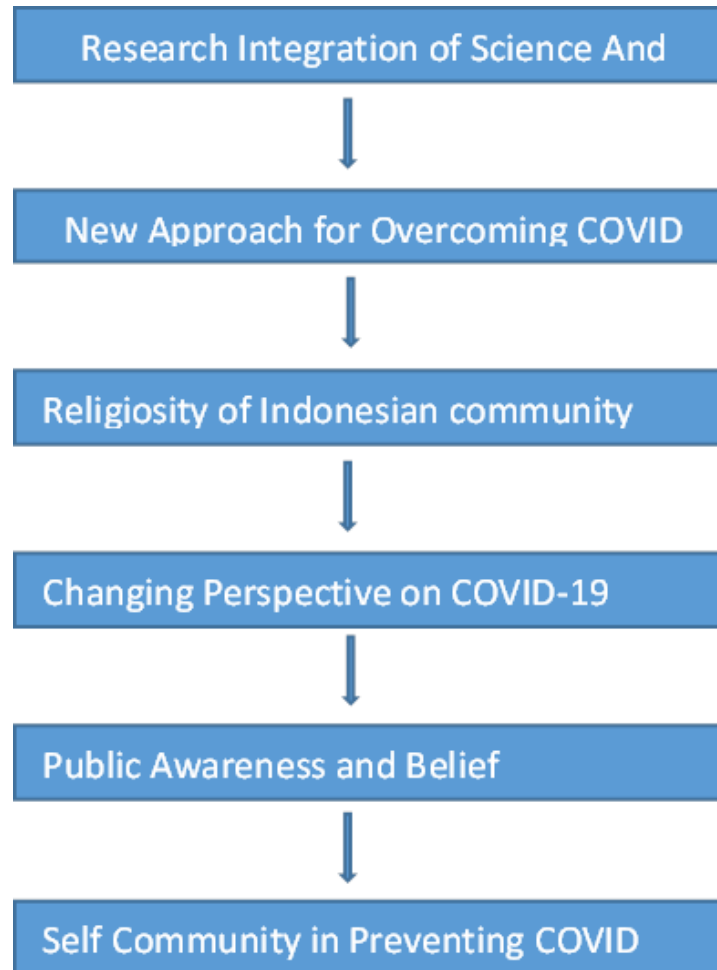 Research Integration of Science And
New Approach for Overcoming COVID
Religiosity of Indonesian community
Changing Perspective on COVID-19
Public Awareness and Belief
Self Community in Preventing COVID